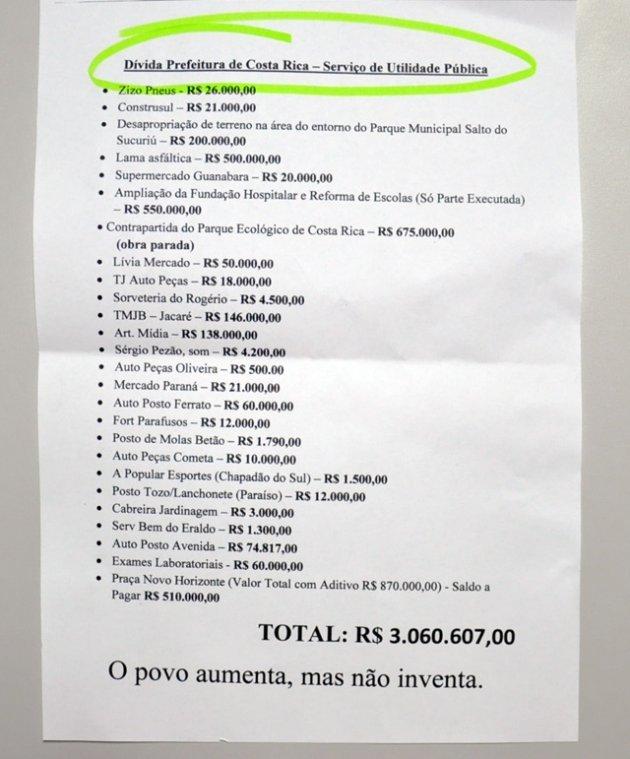 Dívida Prefeitura de Costa Rica – Serviço de Utilidade Pública
• Zizo Pneus - R$ 26.000,00
• Construsul – R$ 21.000,00
• Desapropriação de terreno na área do entorno do Parque Municipal Salto do
Sucuriú – R$ 200.000,00
• Lama asfáltica – R$ 500.000,00
• Supermercado Guanabara – R$ 20.000,00
• Ampliação da Fundação Hospitalar e Reforma de Escolas (Só Parte Executada)
– R$ 550.000,00
• Contrapartida do Parque Ecológico de Costa Rica – R$ 675.000,00
(obra parada)
• Lívia Mercado – R$ 50.000,00
• TJ Auto Peças – R$ 18.000,00
• Sorveteria do Rogério – R$ 4.500,00
• TMJB – Jacaré – R$ 146.000,00
• Art. Midia – R$ 138.000,00
• Sérgio Pezão, som – R$ 4.200,00
• Auto Peças Oliveira – R$ 500.00
• Mercado Paraná – R$ 21.000,00
• Auto Posto Ferrato – R$ 60.000,00
• Fort Parafusos – R$ 12.000,00
• Posto de Molas Betão – R$ 1.790,00
• Auto Peças Cometa – R$ 10.000,00
• A Popular Esportes (Chapadão do Sul) – R$ 1.500,00
• Posto Tozo/Lanchonete (Paraíso) – R$ 12.000,00
• Cabreira Jardinagem – R$ 3.000,00
• Serv Bem do Eraldo – R$ 1.300,00
• Auto Posto Avenida – R$ 74.817,00
• Exames Laboratoriais - R$ 60.000,00
• Praça Novo Horizonte (Valor Total com Aditivo R$ 870.000,00) - Saldo a
Pagar R$ 510.000,00
TOTAL: R$ 3.060.607,00
O povo aumenta, mas não inventa.